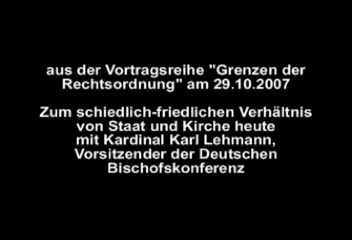 aus der Vortragsreihe "Grenzen der
Rechtsordnung" am 29.10.2007
Zum schiedlich-friedlichen Verhältnis
von Staat und Kirche heute
mit Kardinal Karl Lehmann,
Vorsitzender der Deutschen
Bischofskonferenz